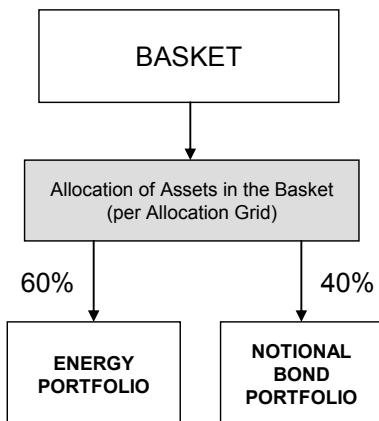 BASKET
Allocation of Assets in the Basket
(per Allocation Grid)
60%
40%
ENERGY
PORTFOLIO
NOTIONAL
BOND
PORTFOLIO